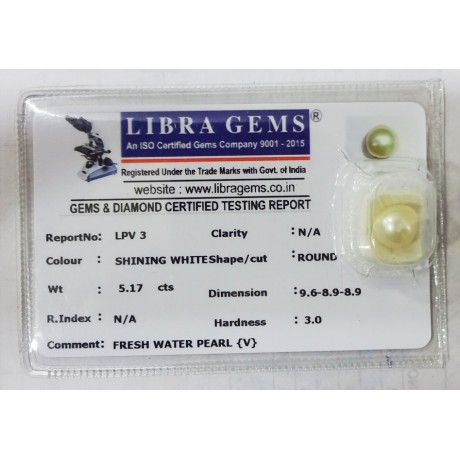 LIBRA GEMS ®
An ISO Certified Gems Company 9001 - 2015
Registered Under the Trade Marks with Govt. of India
website : www.libragems.co.in
GEMS & DIAMOND CERTIFIED TESTING REPORT
ReportNo: LPV 3 Clarity : N/A
Colour : SHINING WHITE Shape/cut : ROUND
Wt : 5.17 cts Dimension : 9.6-8.9-8.9
R.Index : N/A Hardness : 3.0
Comment: FRESH WATER PEARL {V}